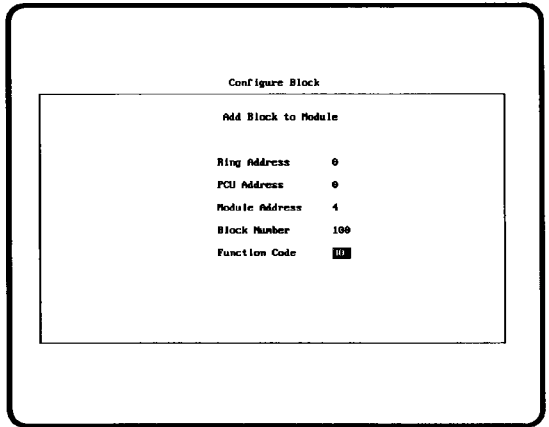 Configure Block
Add Block to Module
Ring Address 0
PCU Address 0
Module Address 4
Block Number 100
Function Code 10